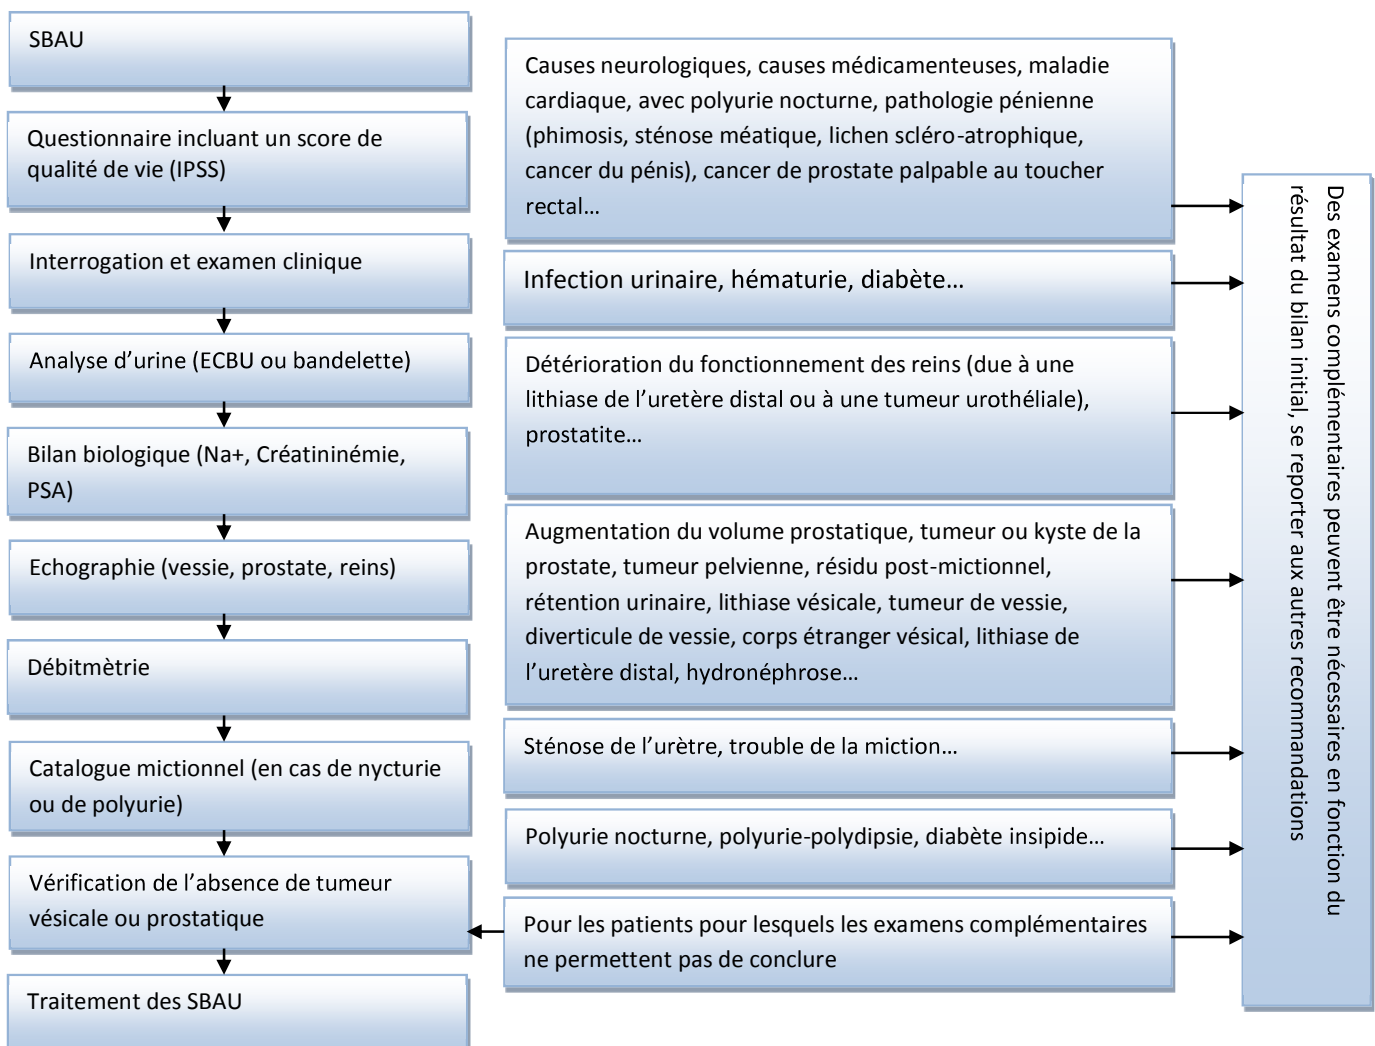 SBAU
Questionnaire incluant un score de
qualité de vie (IPSS)
Interrogation et examen clinique
Analyse d’urine (ECBU ou bandelette)
Bilan biologique (Na+, Créatininémie,
PSA)
Echographie (vessie, prostate, reins)
Débitmètrie
Catalogue mictionnel (en cas de nycturie
ou de polyurie)
Vérification de l’absence de tumeur
vésicale ou prostatique
Traitement des SBAU
Causes neurologiques, causes médicamenteuses, maladie
cardiaque, avec polyurie nocturne, pathologie pénienne
(phimosis, sténose méatique, lichen scléro-atrophique,
cancer du pénis), cancer de prostate palpable au toucher
rectal…
Infection urinaire, hématurie, diabète…
Détérioration du fonctionnement des reins (due à une
lithiase de l’uretère distal ou à une tumeur urothéliale),
prostatite…
Augmentation du volume prostatique, tumeur ou kyste de la
prostate, tumeur pelvienne, résidu post-mictionnel,
rétention urinaire, lithiase vésicale, tumeur de vessie,
diverticule de vessie, corps étranger vésical, lithiase de
l’uretère distal, hydronéphrose…
Sténose de l’urètre, trouble de la miction…
Polyurie nocturne, polyurie-polydipsie, diabète insipide…
Pour les patients pour lesquels les examens complémentaires
ne permettent pas de conclure
Des examens complémentaires peuvent être nécessaires en fonction du
résultat du bilan initial, se reporter aux autres recommandations